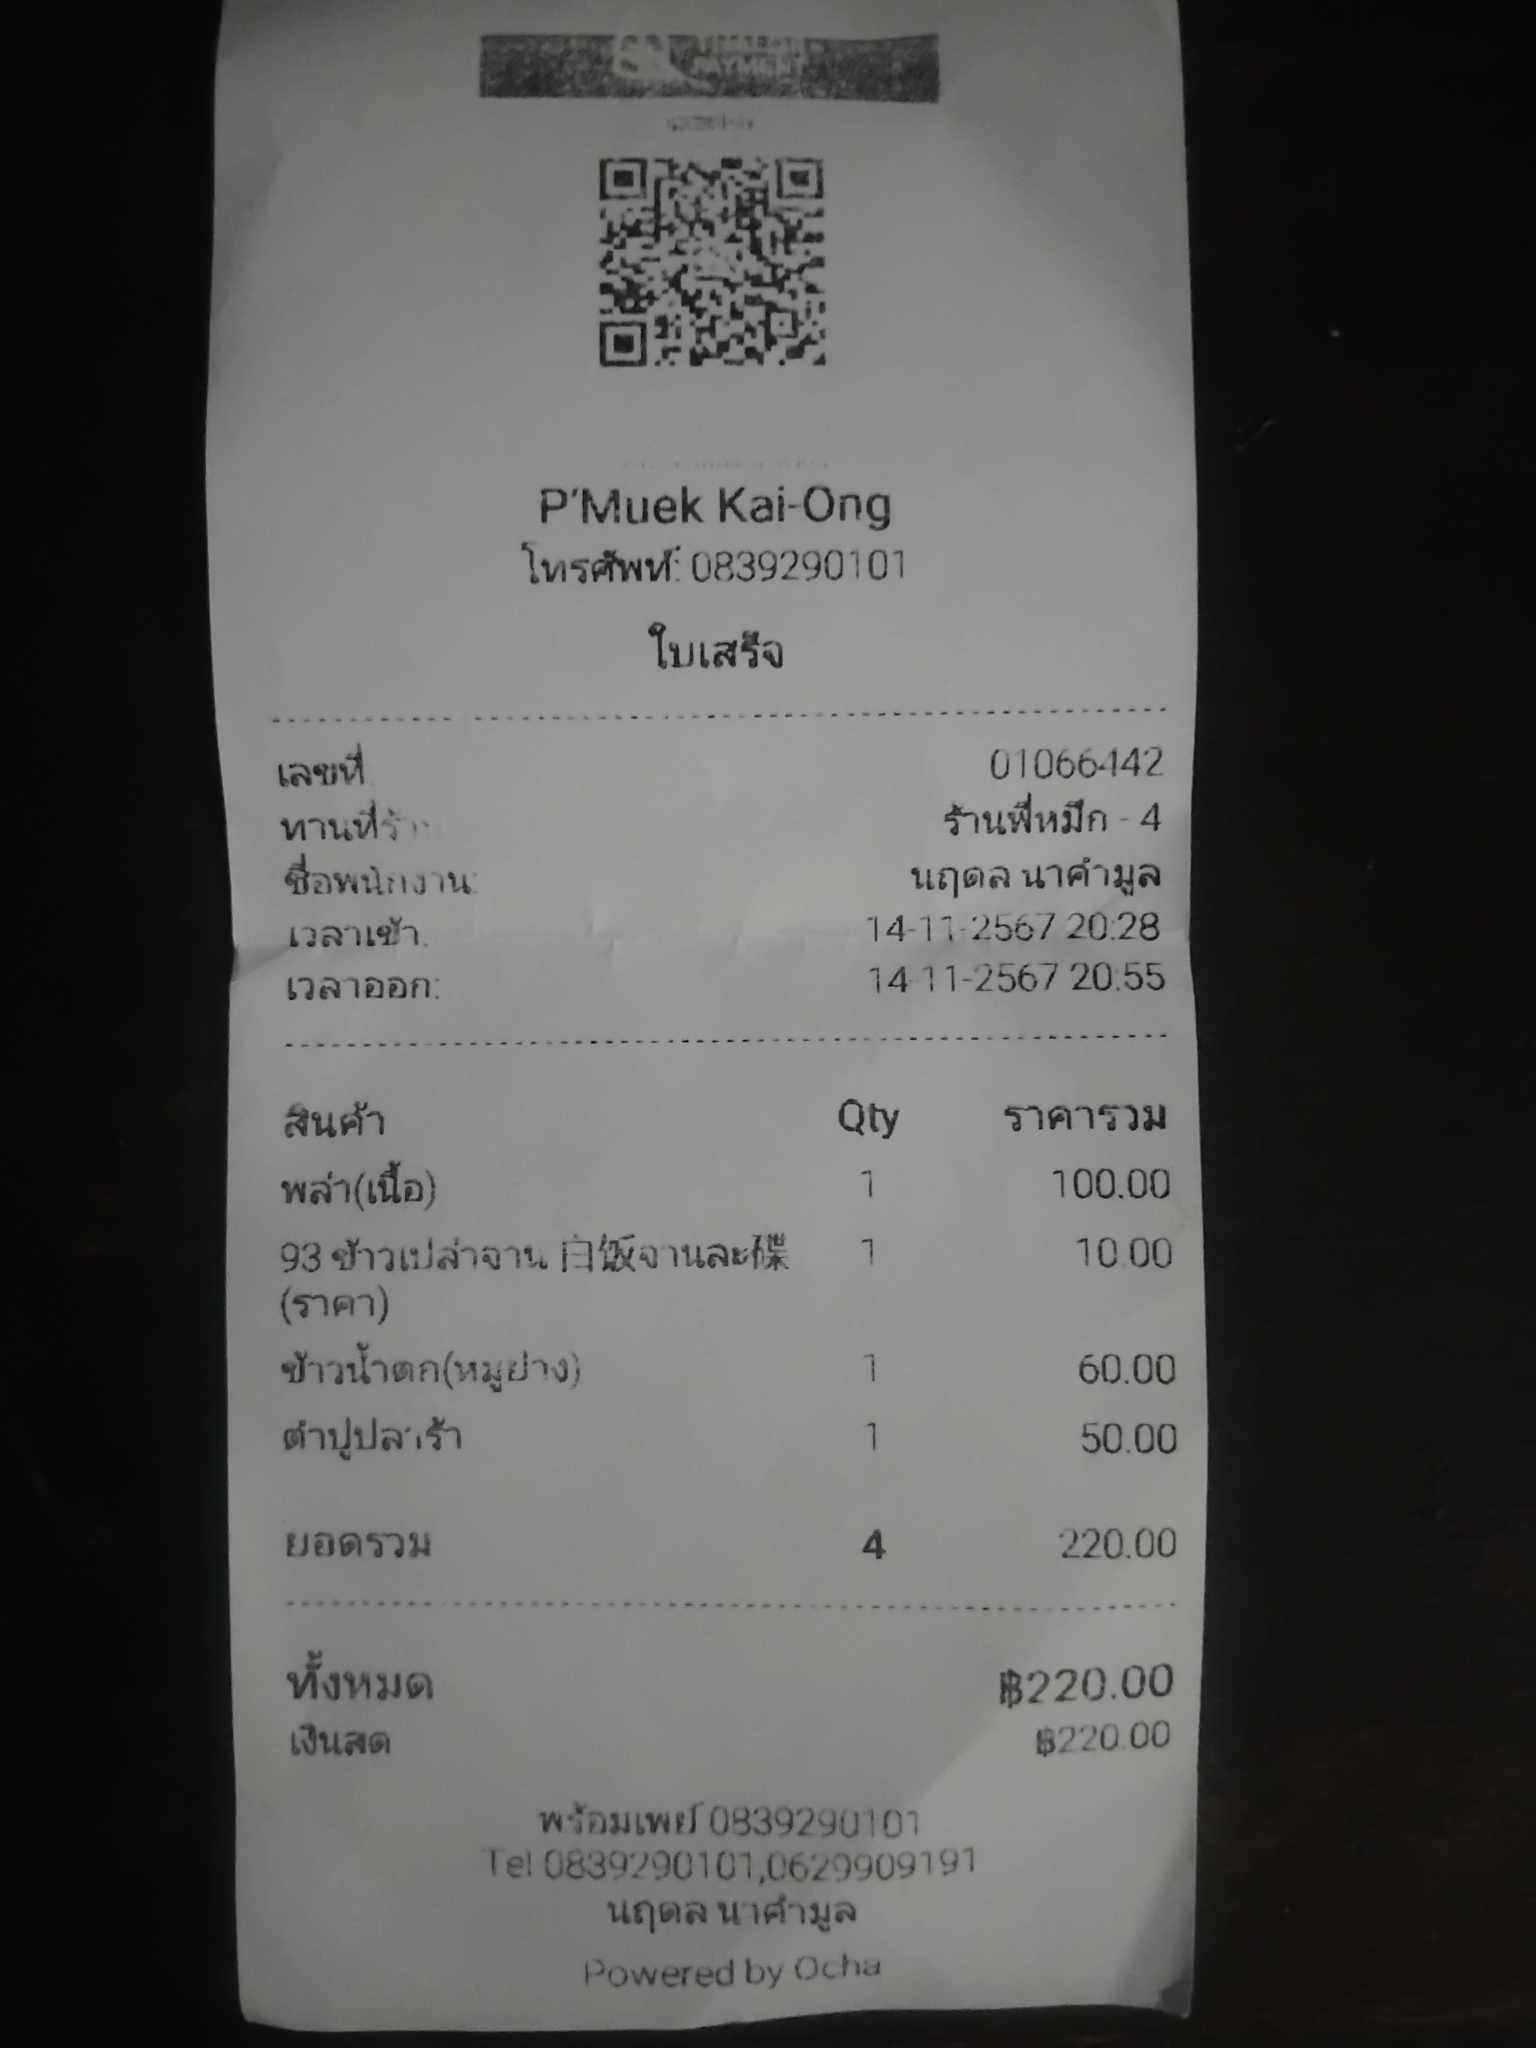 PAYMENT
P'Muek Kai-Ong
โทรศัพท์: 0839290101
ใบเสร็จ
เลขที่ 01066442
ทานที่ร้าน ร้านพี่หมึก - 4
ชื่อพนักงาน: นฤดล นาคำมูล
เวลาเข้า: 14-11-2567 20:28
เวลาออก: 14-11-2567 20:55
สินค้า Qty ราคารวม
พล่า(เนื้อ) 1 100.00
93 ข้าวเปล่าจาน 白饭จานละ碟 1 10.00
(ราคา)
ข้าวน้ำตก(หมูย่าง) 1 60.00
ตำปูปลาร้า 1 50.00
ยอดรวม 4 220.00
ทั้งหมด ฿220.00
เงินสด ฿220.00
พร้อมเพย์ 0839290101
Tel 0839290101,0629909191
นฤดล นาคำมูล
Powered by Ocha